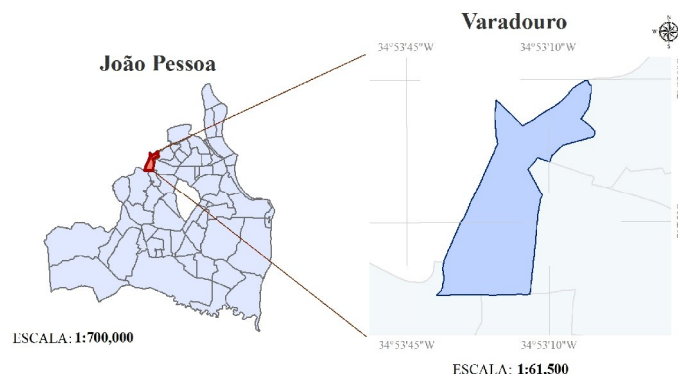 Varadouro
N
W E
S
34°53'45"W 34°53'10"W
João Pessoa
34°53'45"W 34°53'10"W
ESCALA: 1:700,000
ESCALA: 1:61,500